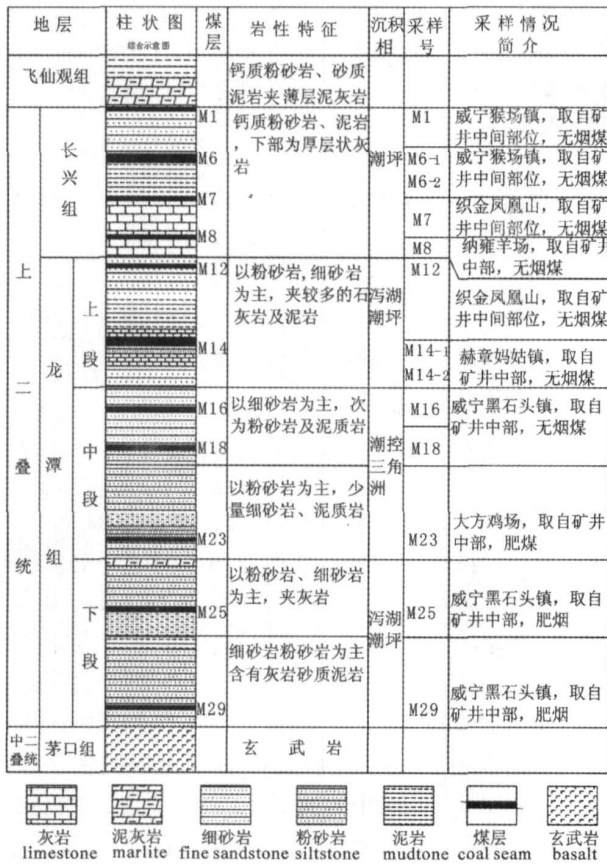 地层 柱状图 综合示意图 煤层 岩性特征 沉积相 采样号 采样情况简介
飞仙观组
钙质粉砂岩、砂质
泥岩夹薄层泥灰岩
上二叠统
长兴组
M1
M6
M7
M8
钙质粉砂岩、泥岩
,下部为厚层状灰
岩
潮坪
M1
威宁猴场镇,取自矿
井中间部位,无烟煤
M6-1
M6-2
威宁猴场镇,取自矿
井中间部位,无烟煤
M7
织金凤凰山,取自矿
井中间部位,无烟煤
M8
纳雍羊场,取自矿井
中部,无烟煤
龙潭组
上段
M12
M14
以粉砂岩,细砂岩
为主,夹较多的石
灰岩及泥岩
泻湖
潮坪
M12
织金凤凰山,取自矿
井中间部位,无烟煤
M14-1
M14-2
赫章妈姑镇,取自
矿井中部,无烟煤
中段
M16
M18
以细砂岩为主,次
为粉砂岩及泥质岩
潮控
三角
洲
M16
M18
威宁黑石头镇,取自
矿井中部,无烟煤
M23
以粉砂岩为主,少
量细砂岩、泥质岩
M23
大方鸡场,取自矿井
中部,肥煤
下段
M25
以粉砂岩、细砂岩
为主,夹灰岩
泻湖
潮坪
M25
威宁黑石头镇,取自
矿井中部,肥烟
M29
细砂岩粉砂岩为主
含有灰岩砂质泥岩
M29
威宁黑石头镇,取自
矿井中部,肥烟
中二叠统
茅口组
玄武岩
灰岩 泥灰岩 细砂岩 粉砂岩 泥岩 煤层 玄武岩
limestone marlite fine sandstone siltstone mudtone coal seam basalt